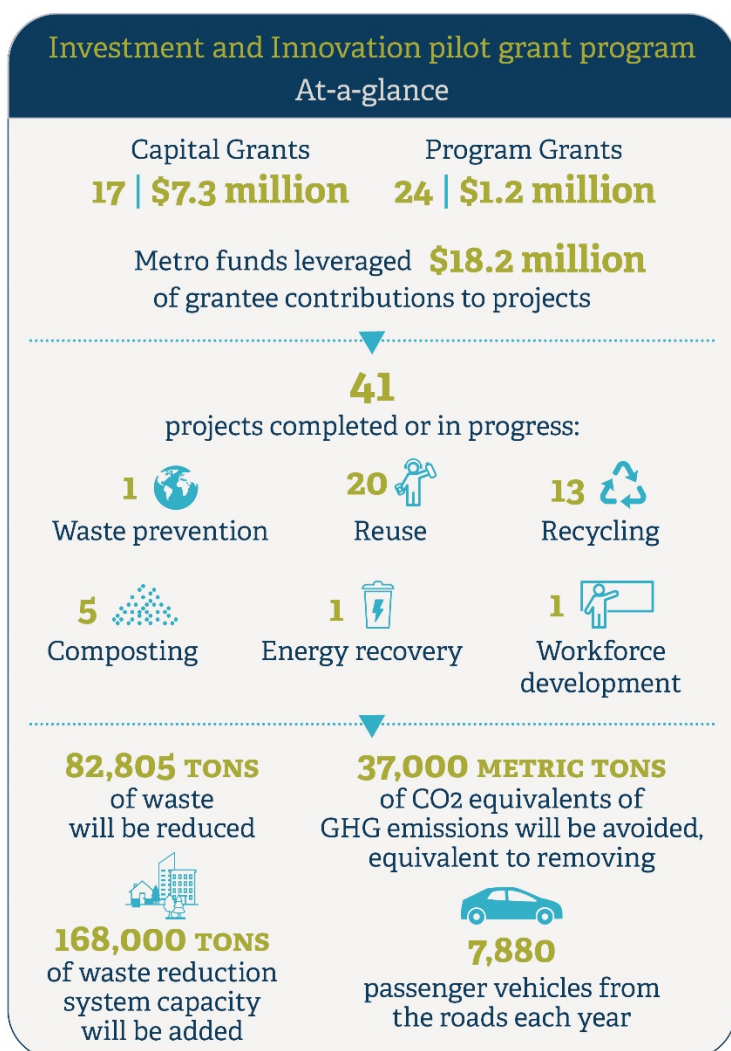 Investment and Innovation pilot grant program
At-a-glance
Capital Grants
17 | $7.3 million
Program Grants
24 | $1.2 million
Metro funds leveraged $18.2 million
of grantee contributions to projects
41
projects completed or in progress:
1
Waste prevention
20
Reuse
13
Recycling
5
Composting
1
Energy recovery
1
Workforce
development
82,805 TONS
of waste
will be reduced
168,000 TONS
of waste reduction
system capacity
will be added
37,000 METRIC TONS
of CO2 equivalents of
GHG emissions will be avoided,
equivalent to removing
7,880
passenger vehicles from
the roads each year